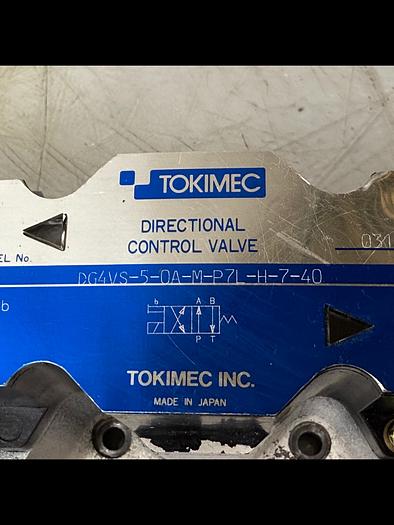 TOKIMEC
DIRECTIONAL
CONTROL VALVE
EL No.
031
DG4VS-5-0A-M-P7L-H-7-40
b
b A B
P T
TOKIMEC INC.
MADE IN JAPAN